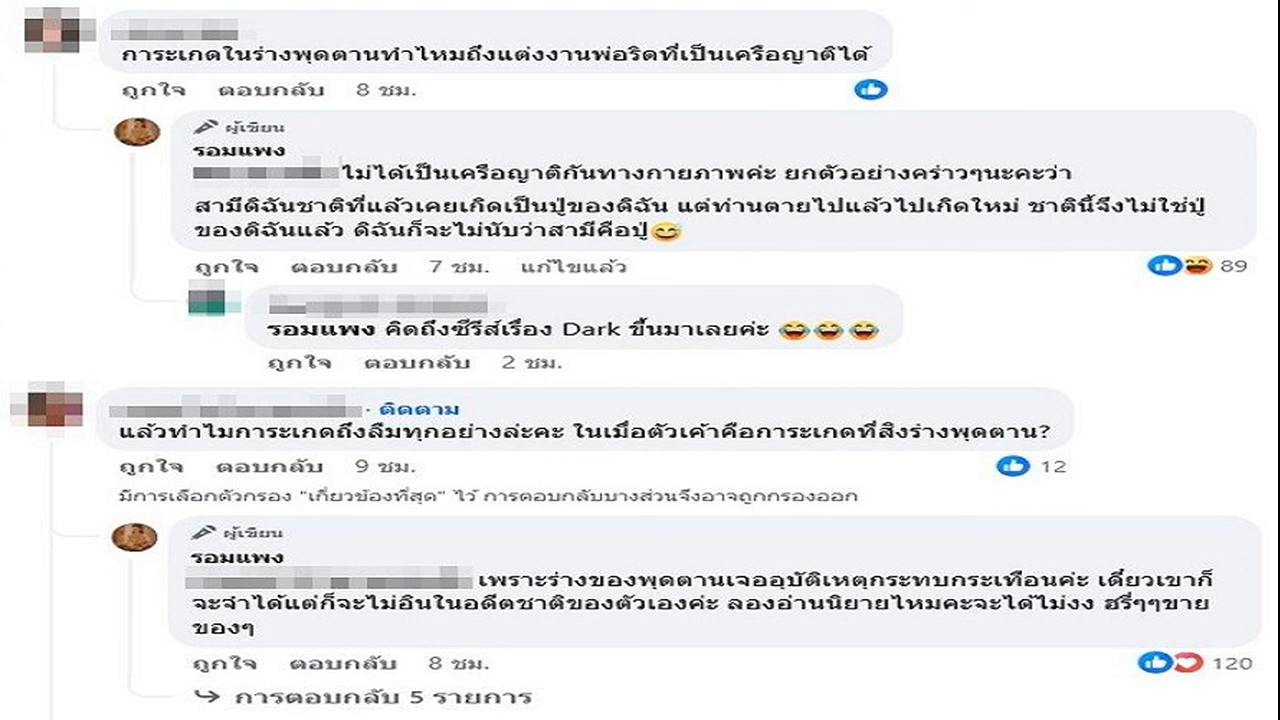 การะเกดในร่างพุดตานทำไหมถึงแต่งงานพ่อริดที่เป็นเครือญาติได้
ถูกใจ ตอบกลับ 8 ชม.
ผู้เขียน
รอมแพง
ไม่ได้เป็นเครือญาติกันทางกายภาพค่ะ ยกตัวอย่างคร่าวๆนะคะว่า
สามีดิฉันชาติที่แล้วเคยเกิดเป็นปู่ของดิฉัน แต่ท่านตายไปแล้วไปเกิดใหม่ ชาตินี้จึงไม่ใช่ปู่
ของดิฉันแล้ว ดิฉันก็จะไม่นับว่าสามีคือปู่😅
ถูกใจ ตอบกลับ 7 ชม. แก้ไขแล้ว 89
รอมแพง คิดถึงซีรีส์เรื่อง Dark ขึ้นมาเลยค่ะ 😂😂😂
ถูกใจ ตอบกลับ 2 ชม.
· ติดตาม
แล้วทำไมการะเกดถึงลืมทุกอย่างล่ะคะ ในเมื่อตัวเค้าคือการะเกดที่สิงร่างพุดตาน?
ถูกใจ ตอบกลับ 9 ชม. 12
มีการเลือกตัวกรอง "เกี่ยวข้องที่สุด" ไว้ การตอบกลับบางส่วนจึงอาจถูกกรองออก
ผู้เขียน
รอมแพง
เพราะร่างของพุดตานเจออุบัติเหตุกระทบกระเทือนค่ะ เดี๋ยวเขาก็
จะจำได้แต่ก็จะไม่อินในอดีตชาติของตัวเองค่ะ ลองอ่านนิยายไหมคะจะได้ไม่งง ฮรี่ๆๆขาย
ของๆ
ถูกใจ ตอบกลับ 8 ชม. 120
การตอบกลับ 5 รายการ